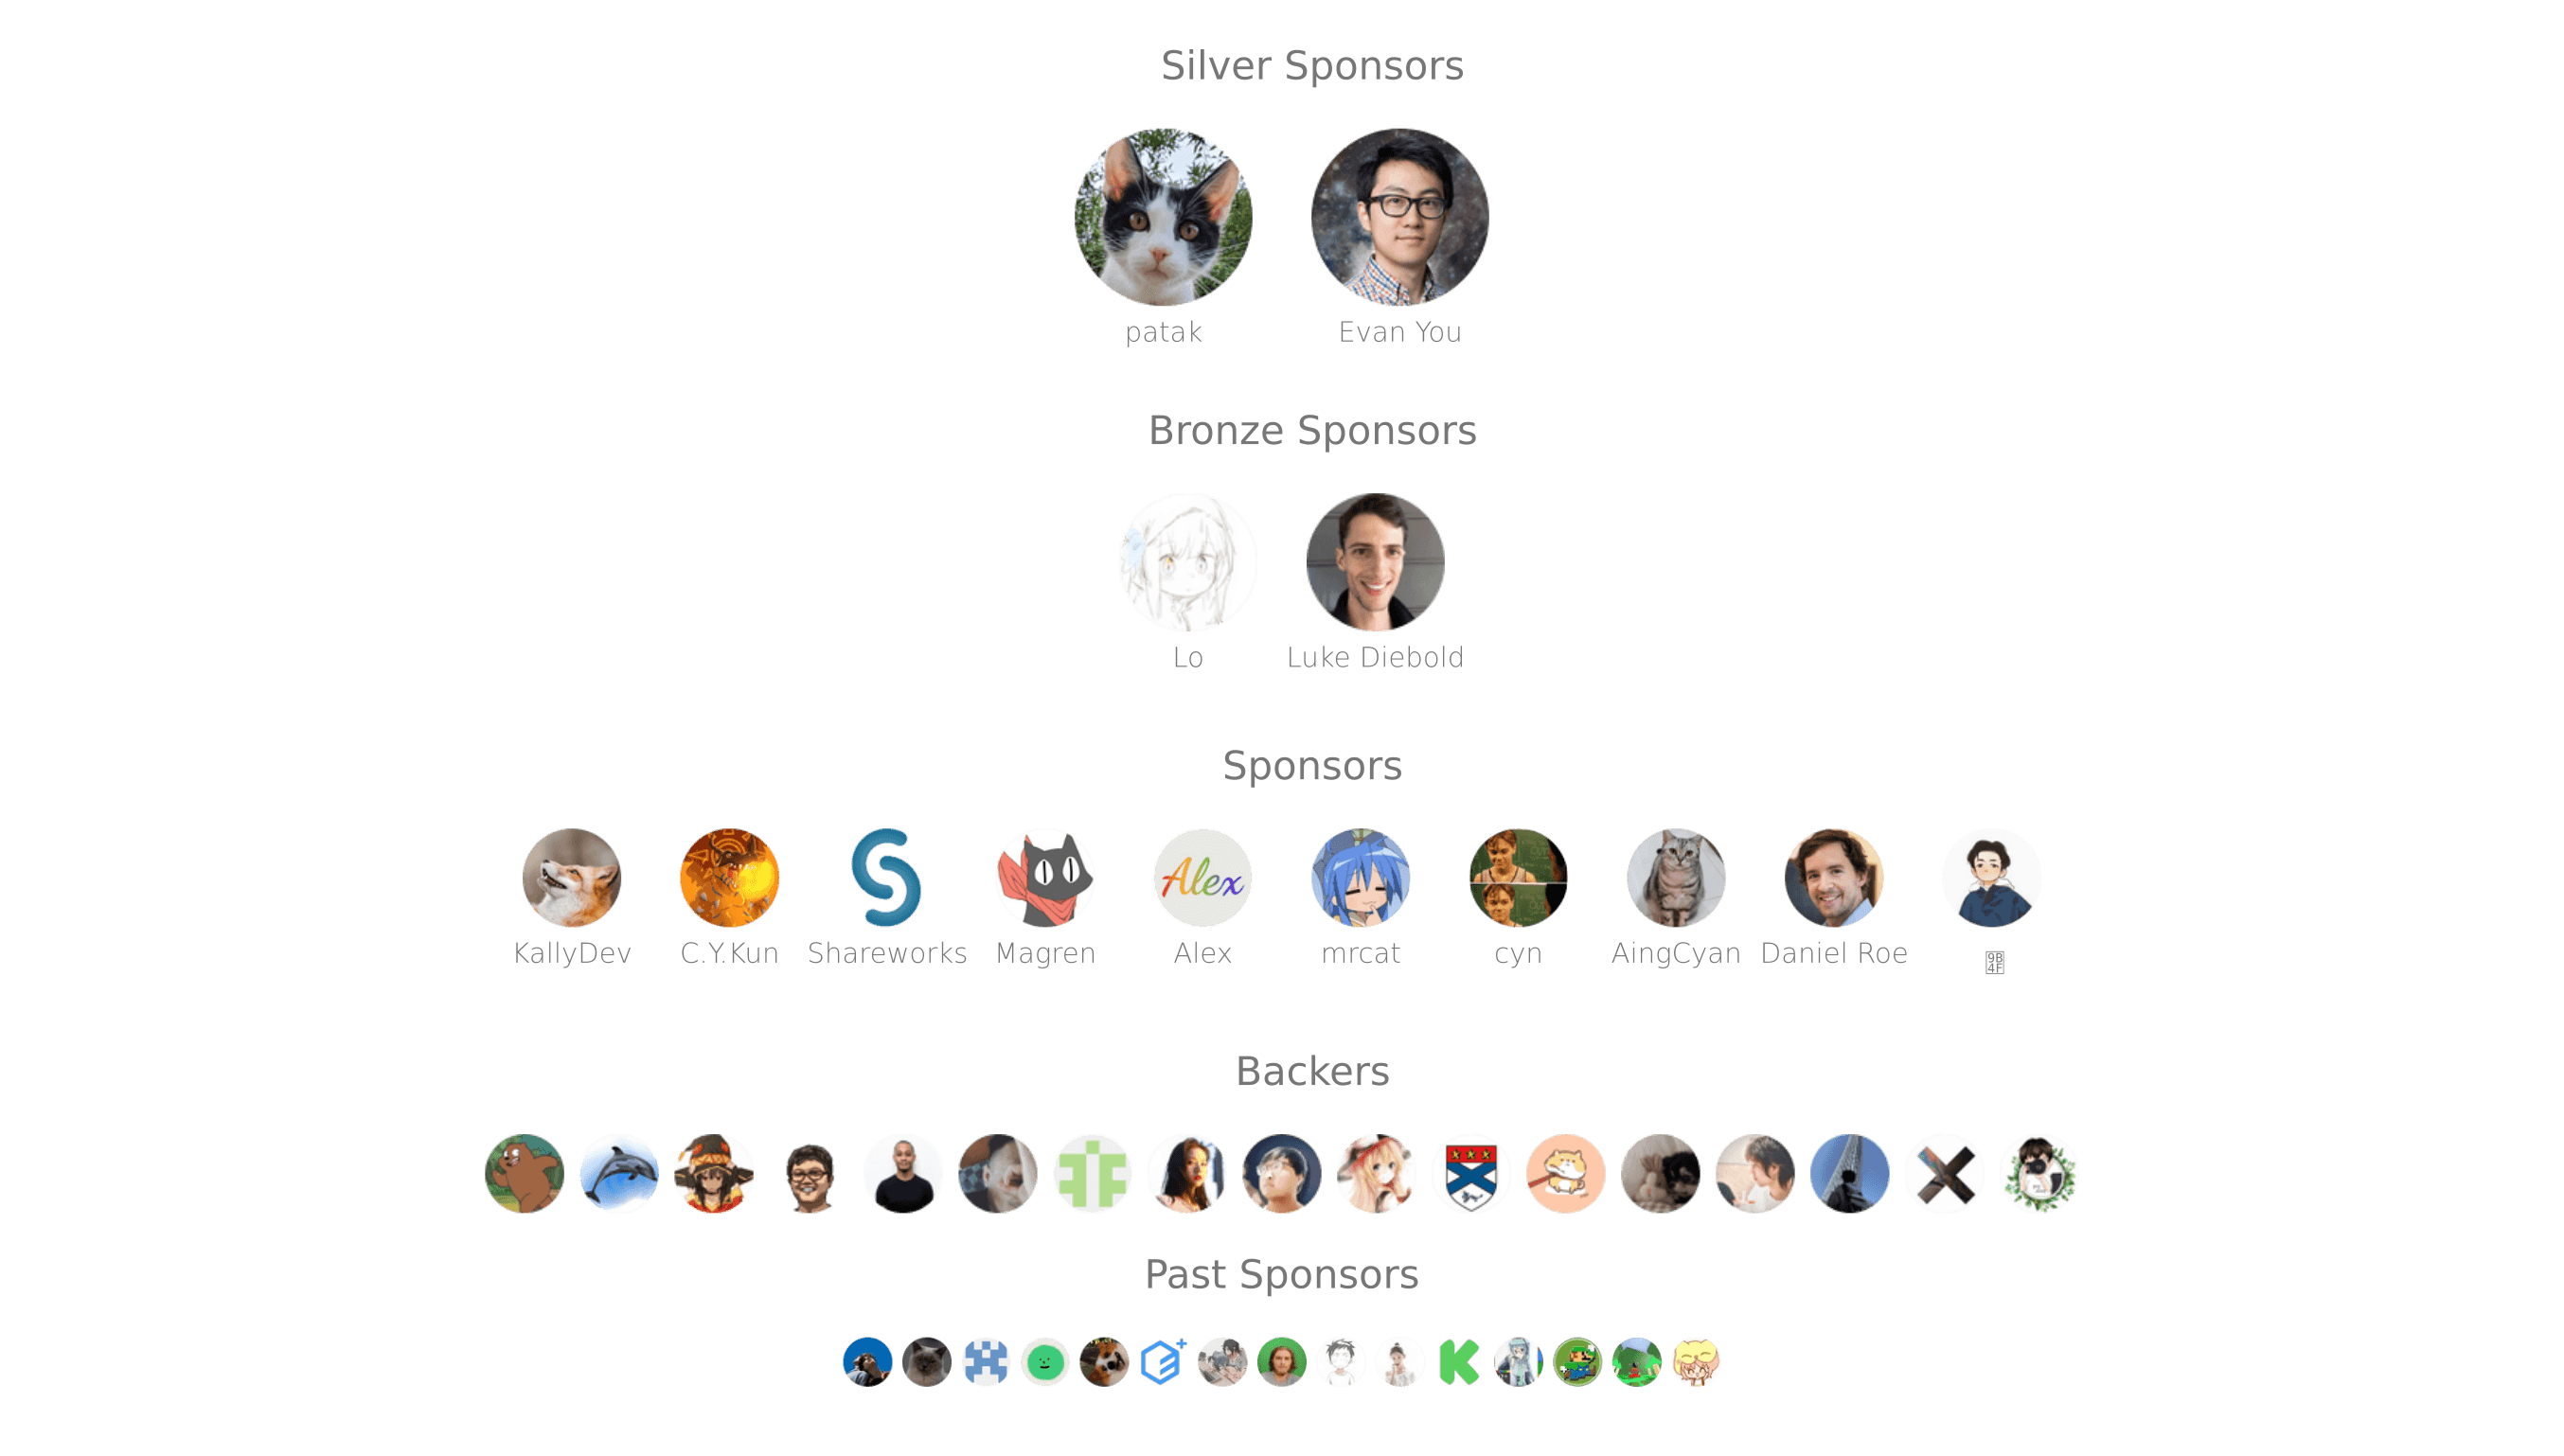 Silver Sponsors
patak Evan You
Bronze Sponsors
Lo Luke Diebold
Sponsors
Alex
KallyDev C.Y.Kun Shareworks Magren Alex mrcat cyn AingCyan Daniel Roe
Backers
Past Sponsors